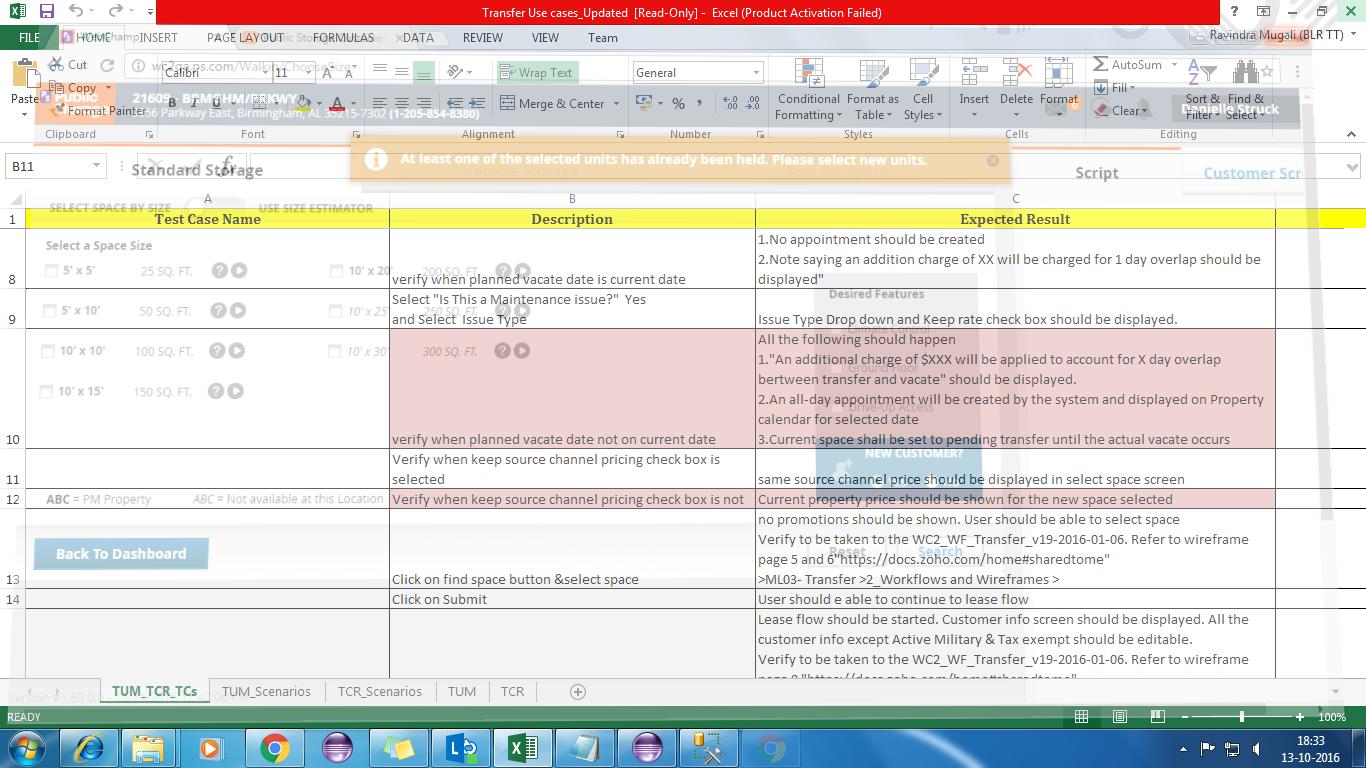 Transfer Use cases_Updated [Read-Only] - Excel (Product Activation Failed)
FILE HOME INSERT PAGE LAYOUT FORMULAS DATA REVIEW VIEW Team
Ravindra Mugali (BLR TT)
Cut
Copy
Format Painter
Paste
Calibri 11
Wrap Text
Merge & Center
General
Conditional Formatting
Format as Table
Cell Styles
Insert Delete Format
AutoSum
Fill
Clear
Sort & Filter
Find & Select
Danielle Struck
Public
Parkway East, Birmingham, AL 35215-7302 (1-205-854-8380)
Clipboard Font Alignment Number Styles Cells Editing
At least one of the selected units has already been held. Please select new units.
B11
Standard Storage
Script
SELECT SPACE BY SIZE USE SIZE ESTIMATOR
A B C
1 Test Case Name Description Expected Result
Select a Space Size
5' x 5' 25 SQ. FT.
10' x 20' 200 SQ. FT.
5' x 10' 50 SQ. FT.
10' x 25' 250 SQ. FT.
10' x 10' 100 SQ. FT.
10' x 30' 300 SQ. FT.
10' x 15' 150 SQ. FT.
Desired Features
Climate Control
Ground Floor
Drive-Up Access
NEW CUSTOMER?
8 verify when planned vacate date is current date
1.No appointment should be created
2.Note saying an addition charge of XX will be charged for 1 day overlap should be
displayed"
9 Select "Is This a Maintenance issue?" Yes
and Select Issue Type
Issue Type Drop down and Keep rate check box should be displayed.
10 verify when planned vacate date not on current date
All the following should happen
1."An additional charge of $XXX will be applied to account for X day overlap
bertween transfer and vacate" should be displayed.
2.An all-day appointment will be created by the system and displayed on Property
calendar for selected date
3.Current space shall be set to pending transfer until the actual vacate occurs
11 Verify when keep source channel pricing check box is
selected
same source channel price should be displayed in select space screen
ABC = PM Property ABC = Not available at this Location
12 Verify when keep source channel pricing check box is not
Current property price should be shown for the new space selected
Back To Dashboard
Reset Search
13 Click on find space button &select space
no promotions should be shown. User should be able to select space
Verify to be taken to the WC2_WF_Transfer_v19-2016-01-06. Refer to wireframe
page 5 and 6"https://docs.zoho.com/home#sharedtome"
>ML03- Transfer >2_Workflows and Wireframes >
14 Click on Submit
User should e able to continue to lease flow
Lease flow should be started. Customer info screen should be displayed. All the
customer info except Active Military & Tax exempt should be editable.
Verify to be taken to the WC2_WF_Transfer_v19-2016-01-06. Refer to wireframe
TUM_TCR_TCs TUM_Scenarios TCR_Scenarios TUM TCR
READY
100%
18:33
13-10-2016